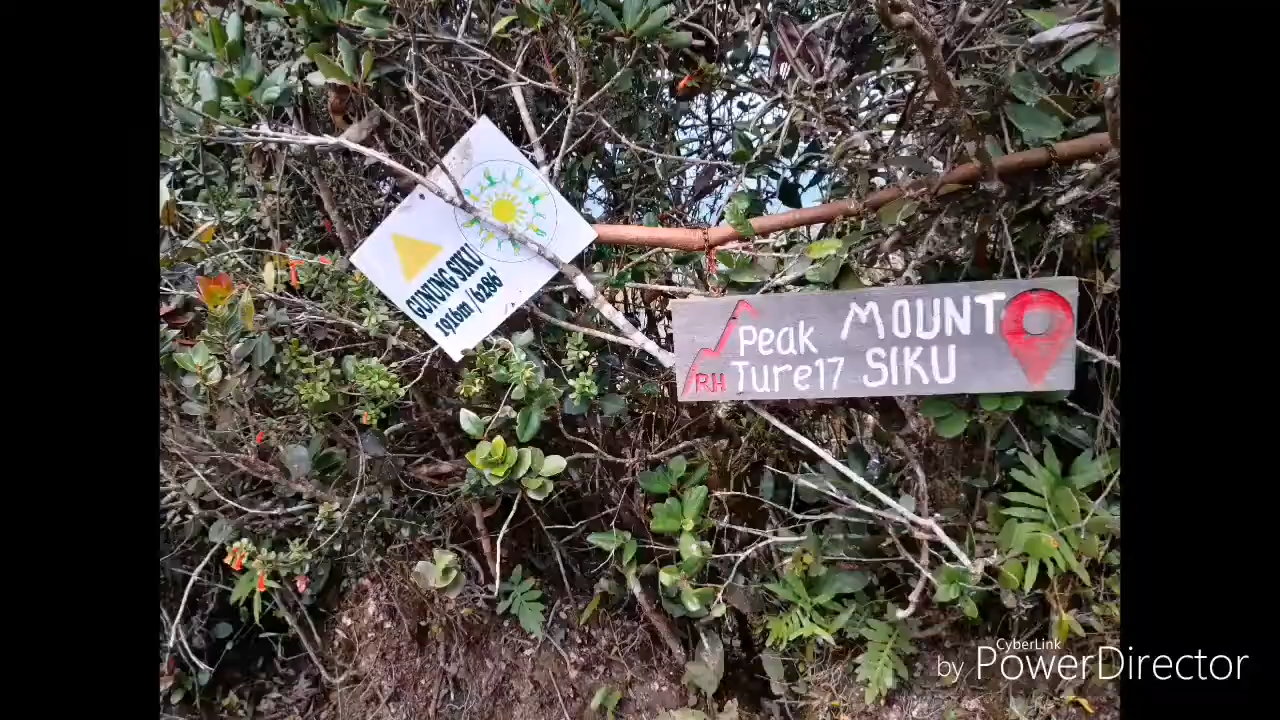 GUNUNG SIKU
1916m/6286'
Peak MOUNT
RH Ture17 SIKU
CyberLink
by PowerDirector